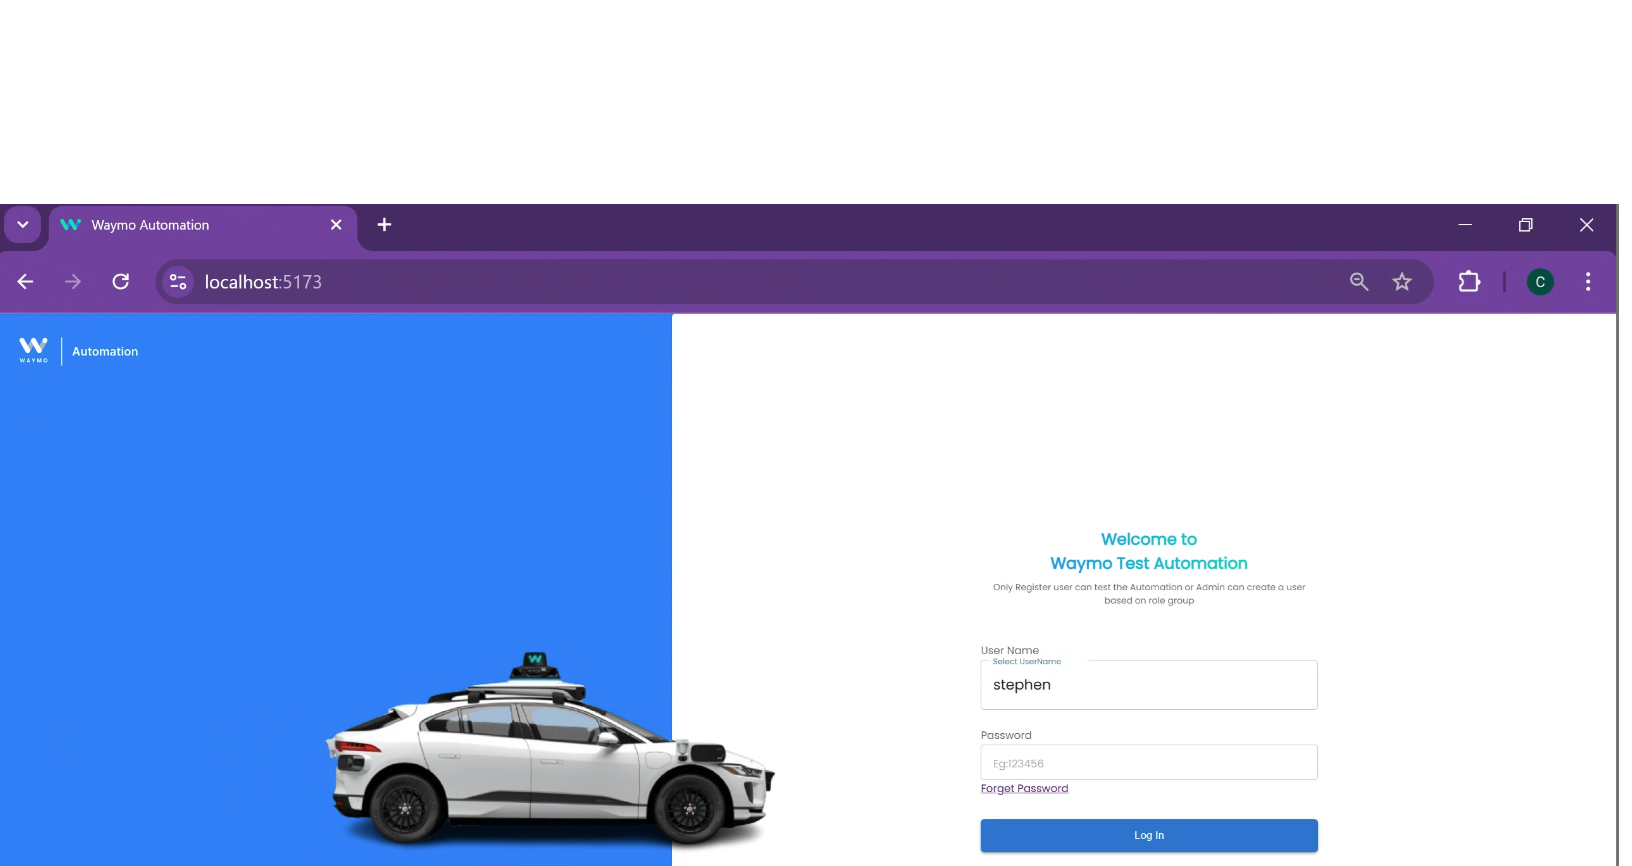 Waymo Automation
localhost:5173
C
WAYMO
Automation
Welcome to
Waymo Test Automation
Only Register user can test the Automation or Admin can create a user
based on role group
User Name
Select UserName
stephen
Password
Eg:123456
Forget Password
Log In